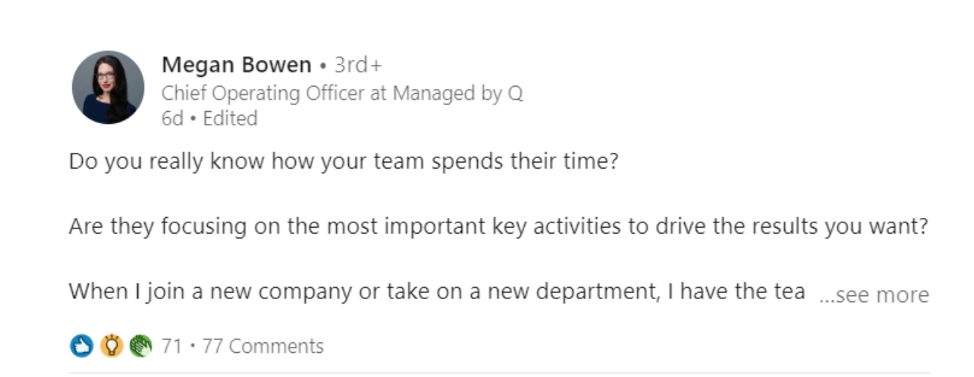 Megan Bowen • 3rd+
Chief Operating Officer at Managed by Q
6d • Edited
Do you really know how your team spends their time?
Are they focusing on the most important key activities to drive the results you want?
When I join a new company or take on a new department, I have the tea ...see more
71 • 77 Comments